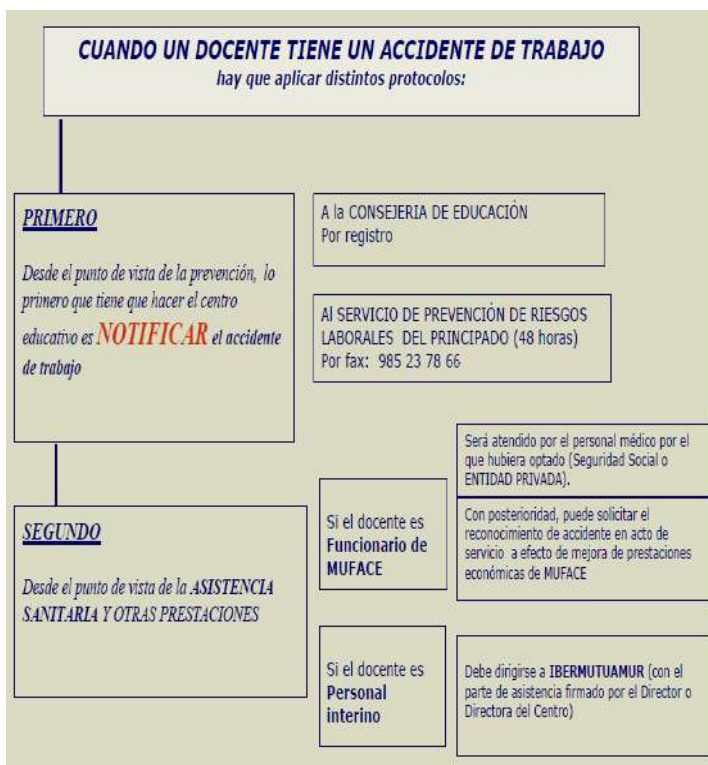 CUANDO UN DOCENTE TIENE UN ACCIDENTE DE TRABAJO
hay que aplicar distintos protocolos:
PRIMERO
Desde el punto de vista de la prevención, lo
primero que tiene que hacer el centro
educativo es NOTIFICAR el accidente
de trabajo
A la CONSEJERIA DE EDUCACIÓN
Por registro
Al SERVICIO DE PREVENCIÓN DE RIESGOS
LABORALES DEL PRINCIPADO (48 horas)
Por fax: 985 23 78 66
SEGUNDO
Desde el punto de vista de la ASISTENCIA
SANITARIA Y OTRAS PRESTACIONES
Si el docente es
Funcionario de
MUFACE
Será atendido por el personal médico por el
que hubiera optado (Seguridad Social o
ENTIDAD PRIVADA).
Con posterioridad, puede solicitar el
reconocimiento de accidente en acto de
servicio a efecto de mejora de prestaciones
económicas de MUFACE
Si el docente es
Personal
interino
Debe dirigirse a IBERMUTUAMUR (con el
parte de asistencia firmado por el Director o
Directora del Centro)